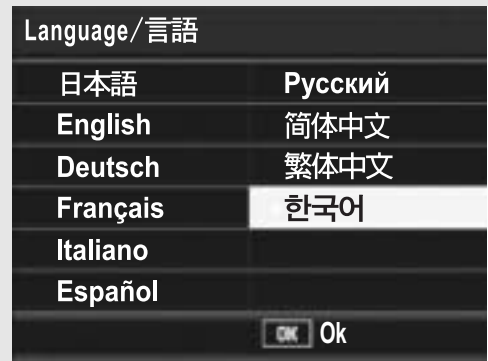 Language/言語
日本語 Русский
English 简体中文
Deutsch 繁体中文
Français 한국어
Italiano
Español
OK Ok